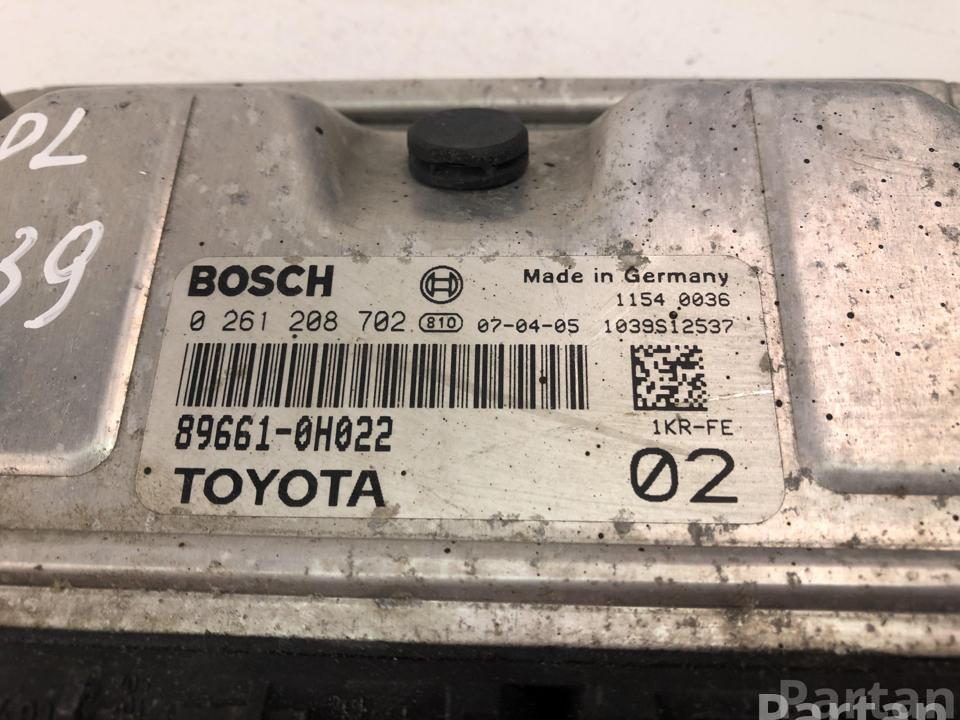 DL
39
BOSCH
Made in Germany
1154 0036
0 261 208 702 810 07-04-05 1039S12537
89661-0H022
1KR-FE
TOYOTA
02
Partan
Partan